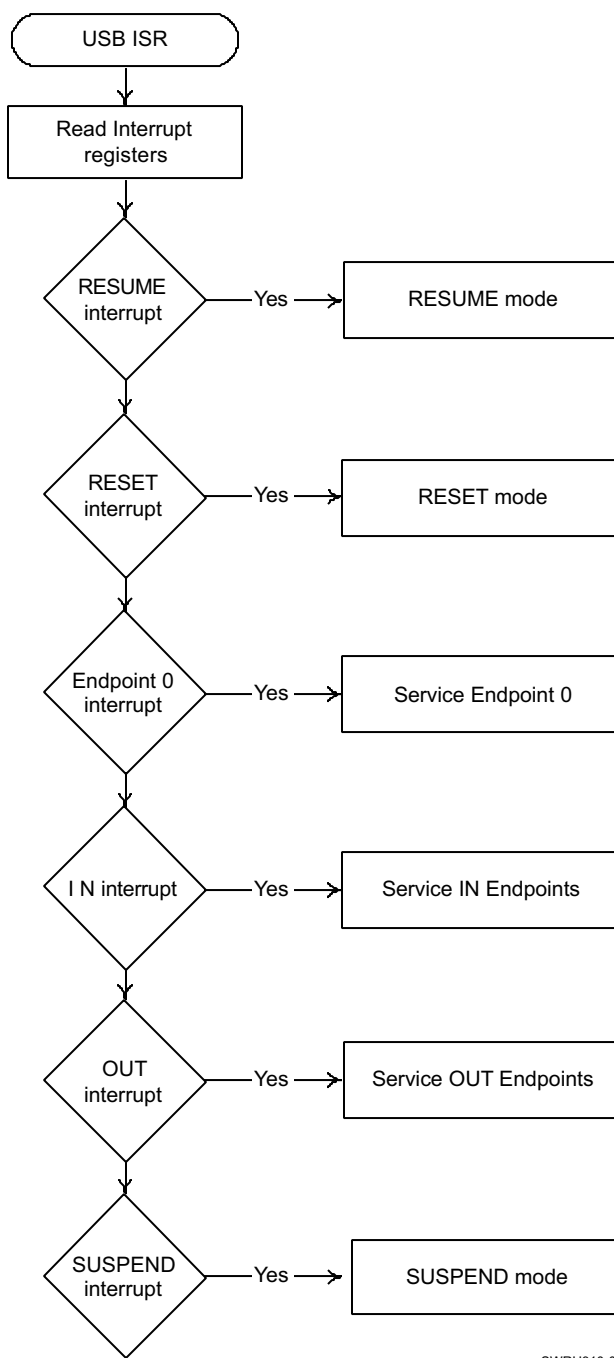 USB ISR
Read Interrupt
registers
RESUME
interrupt
Yes
RESUME mode
RESET
interrupt
Yes
RESET mode
Endpoint 0
interrupt
Yes
Service Endpoint 0
I N interrupt
Yes
Service IN Endpoints
OUT
interrupt
Yes
Service OUT Endpoints
SUSPEND
interrupt
Yes
SUSPEND mode